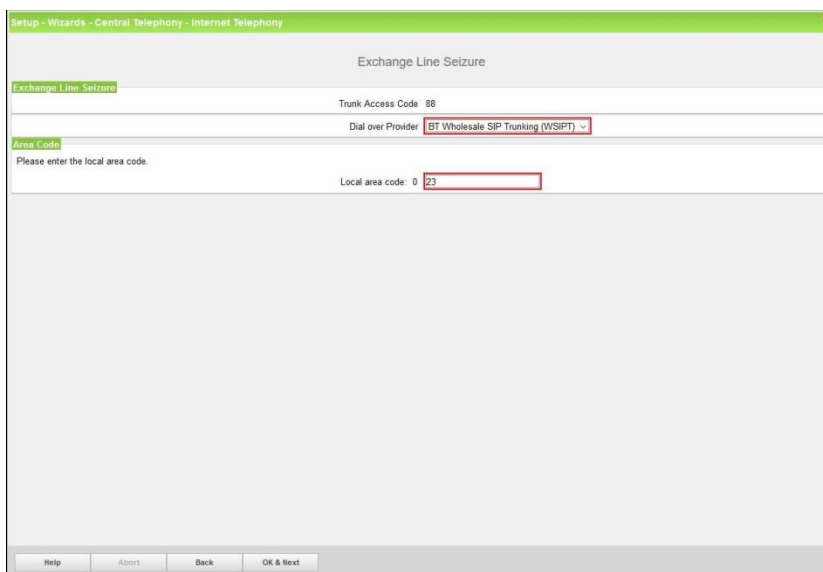 Setup - Wizards - Central Telephony - Internet Telephony
Exchange Line Seizure
Exchange Line Seizure
Trunk Access Code 88
Dial over Provider BT Wholesale SIP Trunking (WSIPT)
Area Code
Please enter the local area code.
Local area code: 0 23
Help Abort Back OK & Next